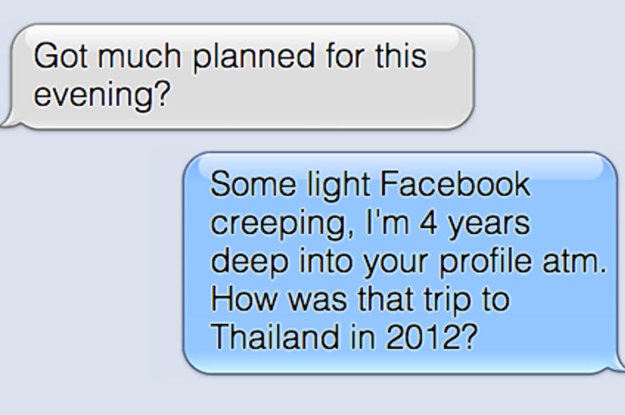 Got much planned for this
evening?
Some light Facebook
creeping, I'm 4 years
deep into your profile atm.
How was that trip to
Thailand in 2012?